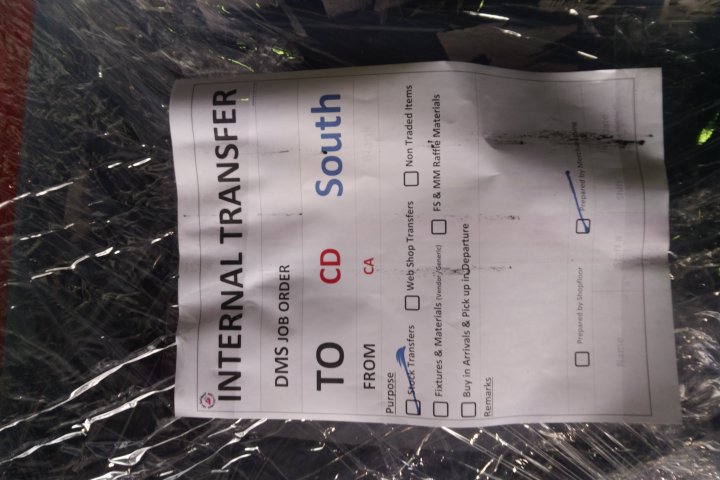 INTERNAL TRANSFER
DMS JOB ORDER
TO CD South
FROM CA
Purpose
Stock Transfers Web Shop Transfers Non Traded Items
Fixtures & Materials (Vendor / Generic) FS & MM Raffle Materials
Buy in Arrivals & Pick up in Departure
Remarks
Prepared by Shopfloor Prepared by
Name